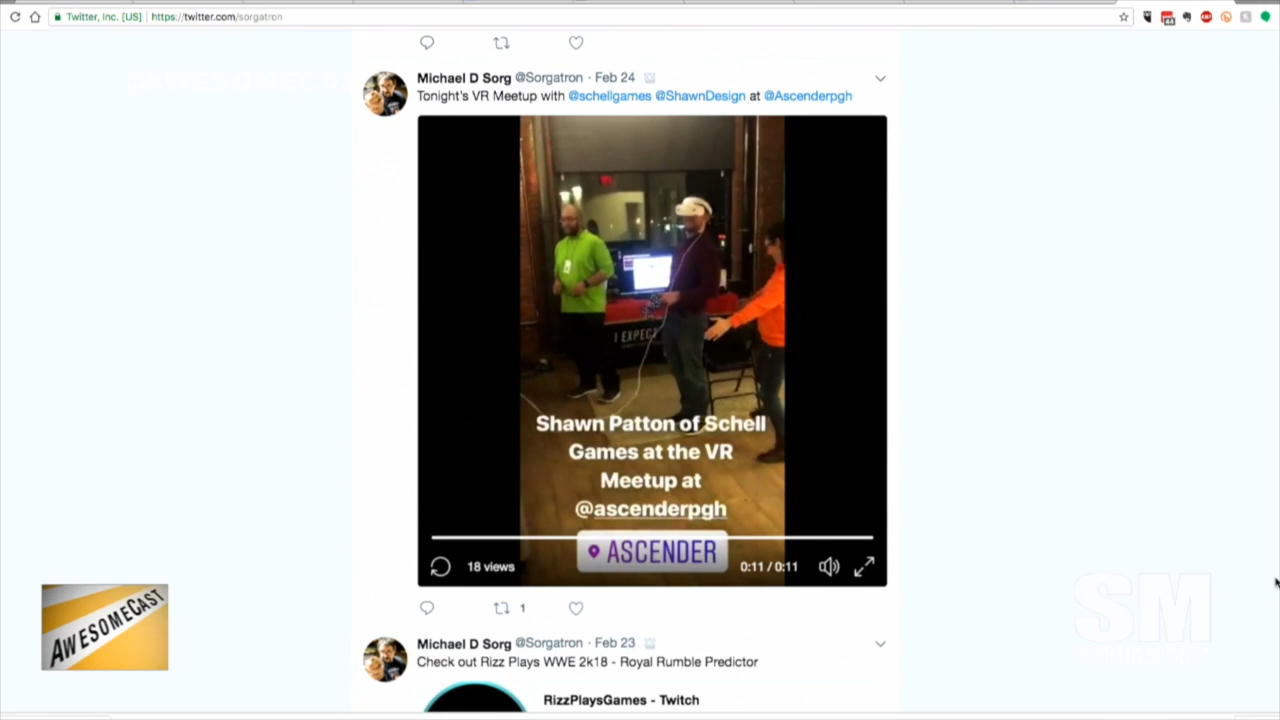 Twitter, Inc. [US] https://twitter.com/sorgatron
Michael D Sorg @Sorgatron · Feb 24
Tonight's VR Meetup with @schellgames @ShawnDesign at @Ascenderpgh
I EXPECT
Shawn Patton of Schell
Games at the VR
Meetup at
@ascenderpgh
ASCENDER
18 views
0:11 / 0:11
1
Michael D Sorg @Sorgatron · Feb 23
Check out Rizz Plays WWE 2k18 - Royal Rumble Predictor
RizzPlaysGames - Twitch
AWESOMECAST
SM